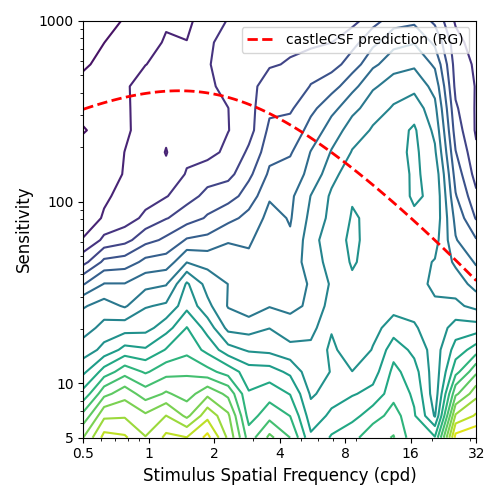 1000
castleCSF prediction (RG)
100
Sensitivity
10
5
0.5 1 2 4 8 16 32
Stimulus Spatial Frequency (cpd)